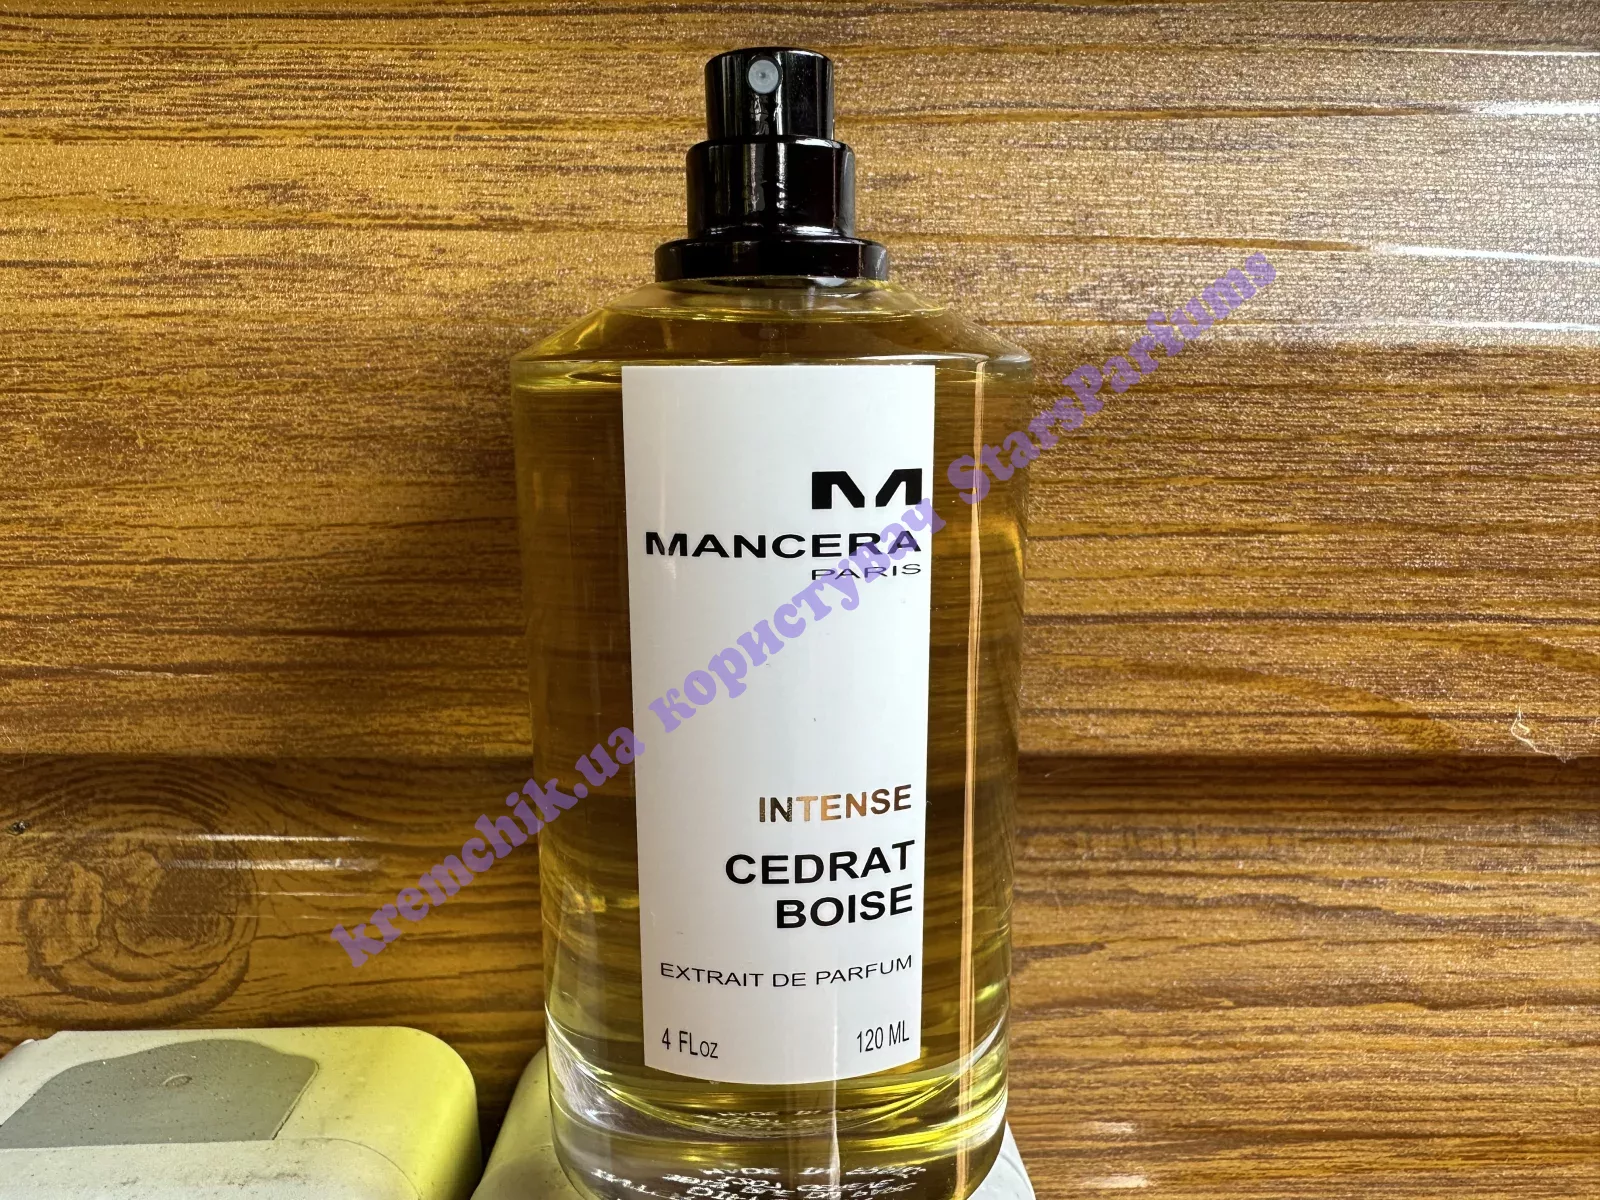 M
MANCERA
PARIS
INTENSE
CEDRAT
BOISE
EXTRAIT DE PARFUM
4 FLoz 120 ML
kremchik.ua користувач StarsParfums